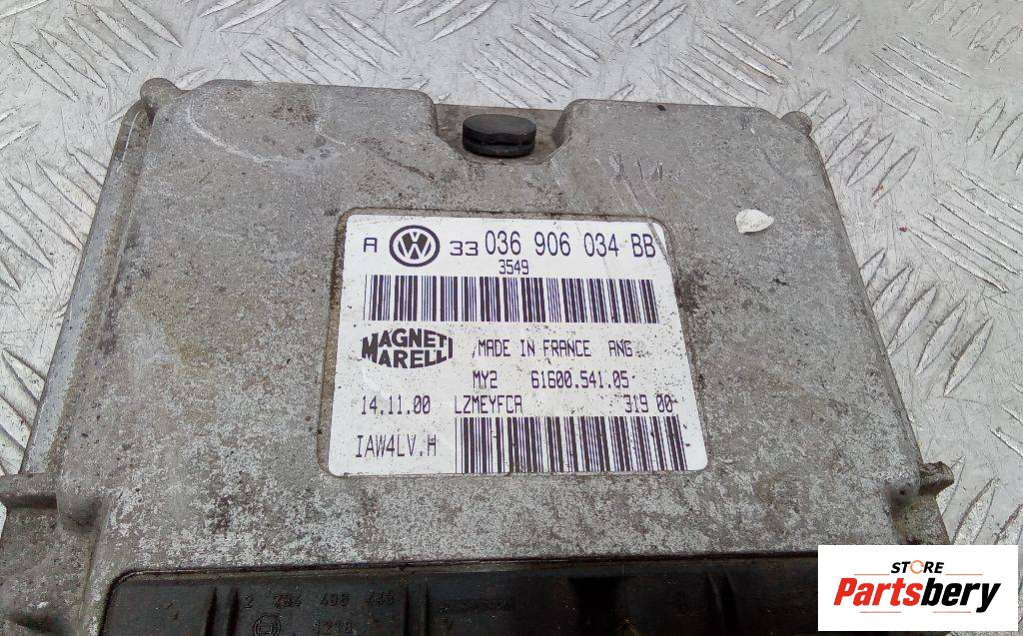 A VW 33 036 906 034 BB
3549
MAGNETI MARELLI
MADE IN FRANCE ANG
MY2 61600.541.05
14.11.00 LZMEYFCA 319 00
IAW4LV.H
STORE
Partsbery